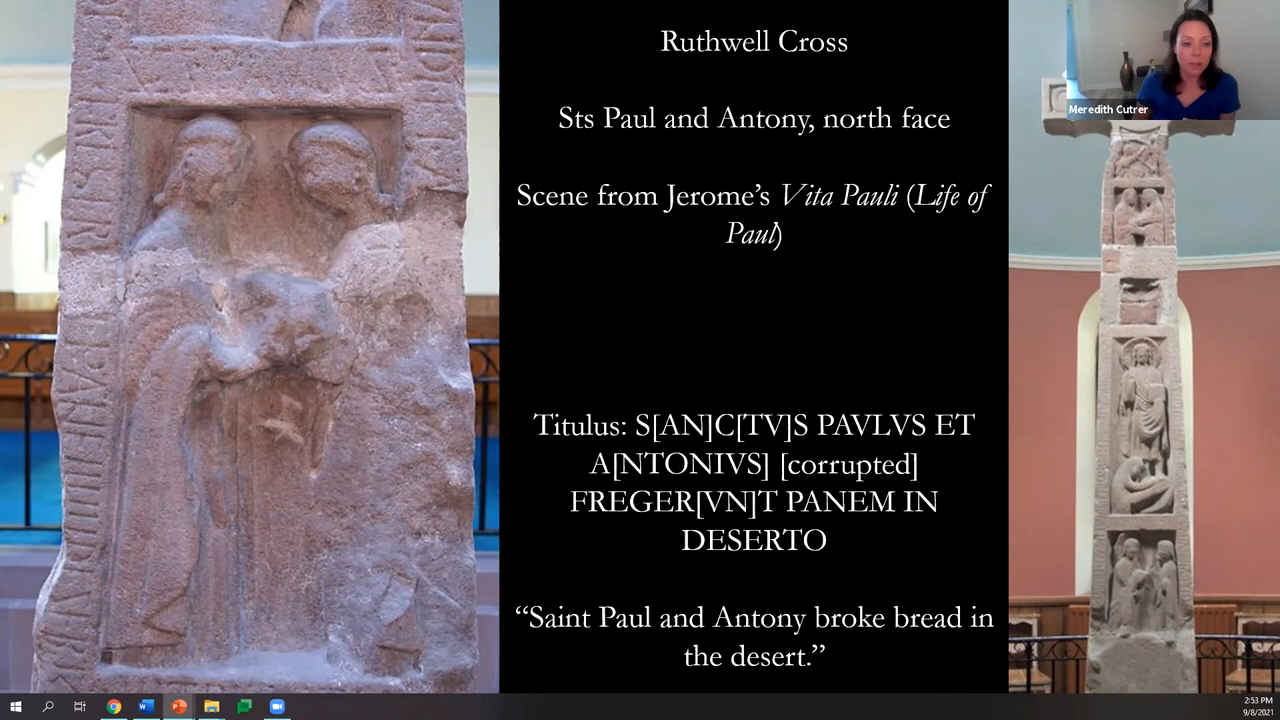 Ruthwell Cross
Sts Paul and Antony, north face
Scene from Jerome’s Vita Pauli (Life of
Paul)
Titulus: S[AN]C[TV]S PAVLVS ET
A[NTONIVS] [corrupted]
FREGER[VN]T PANEM IN
DESERTO
“Saint Paul and Antony broke bread in
the desert.”
Meredith Cutrer
2:53 PM
9/8/2021